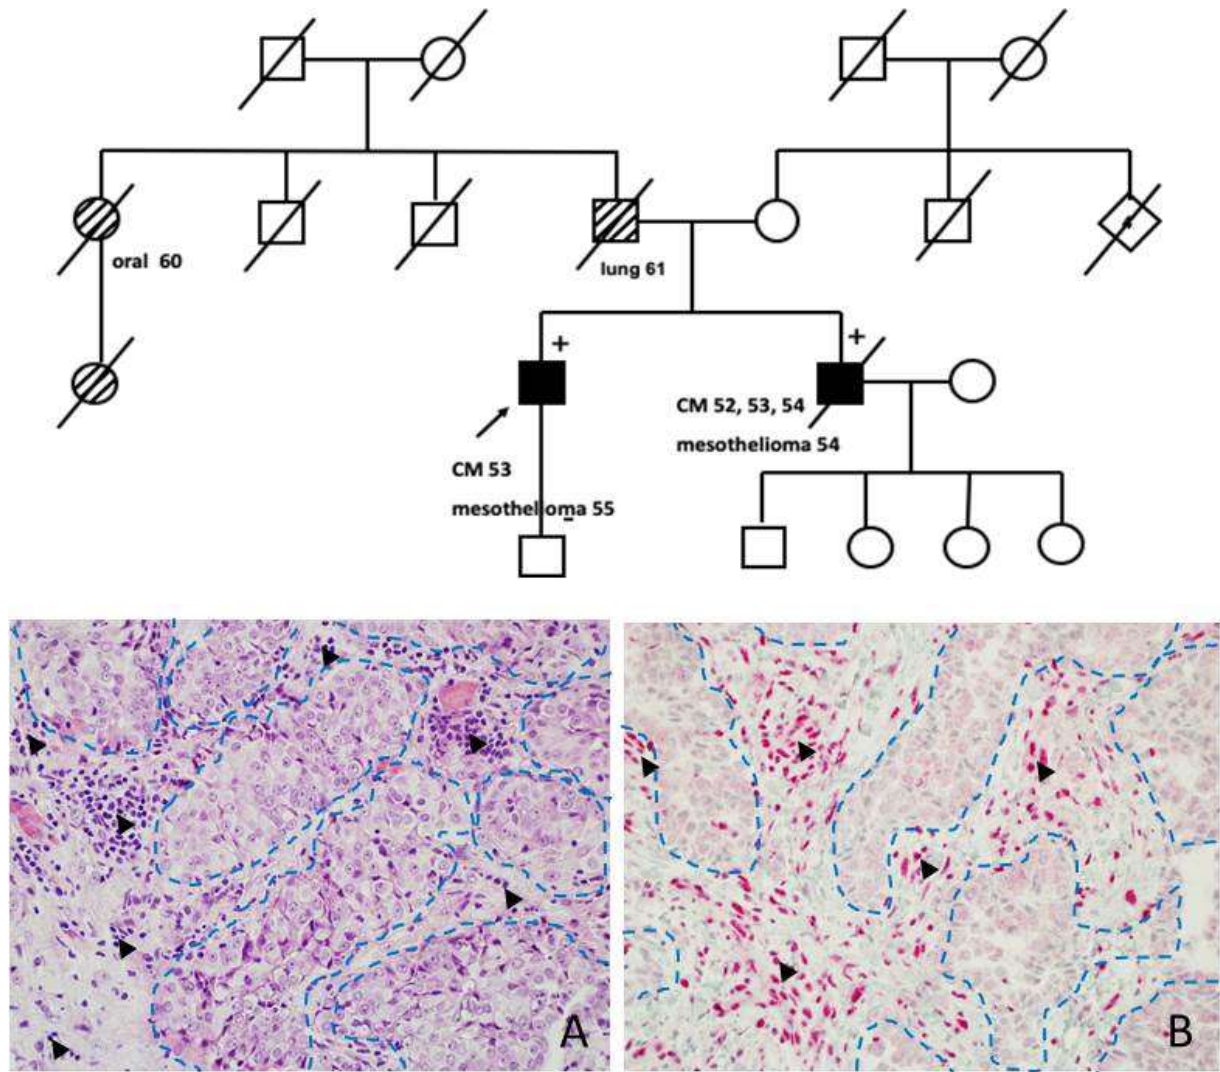 oral 60
lung 61
+
+
CM 52, 53, 54
mesothelioma 54
CM 53
mesothelioma 55
-
A
B